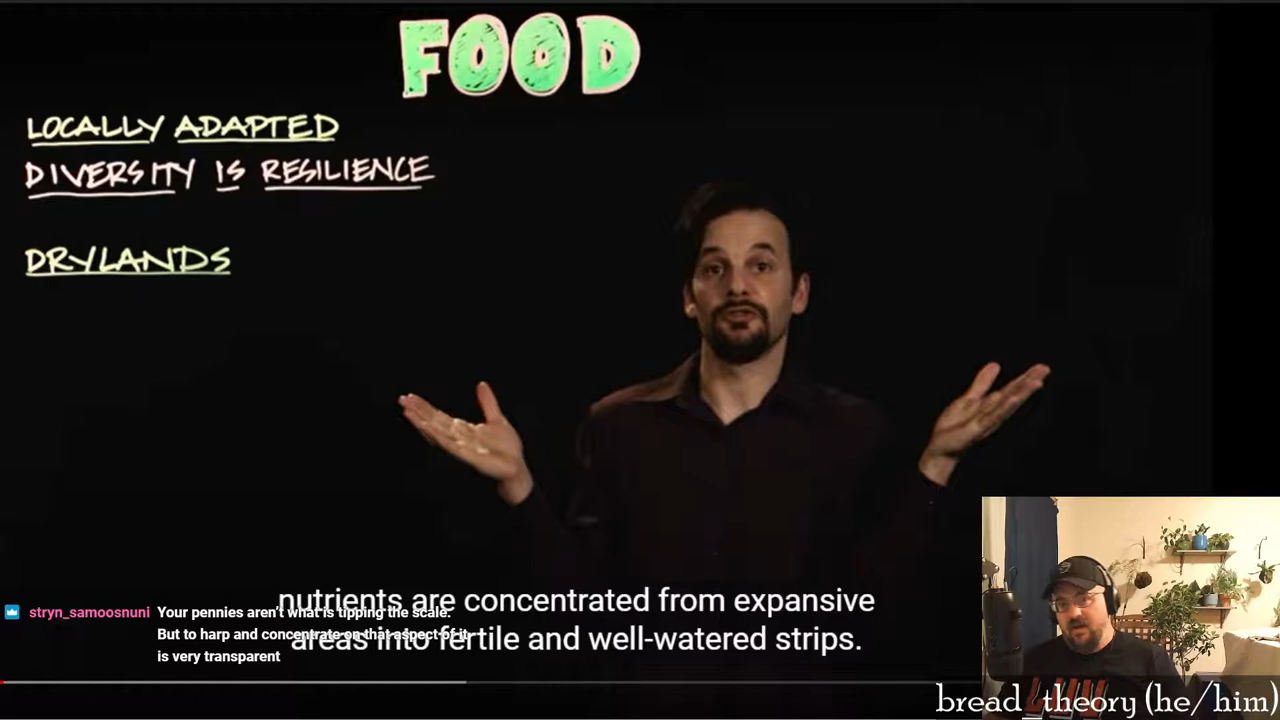 FOOD
LOCALLY ADAPTED
DIVERSITY IS RESILIENCE
DRYLANDS
nutrients are concentrated from expansive
areas into fertile and well-watered strips.
stryn_samoosnuni Your pennies aren't what is tipping the scale.
But to harp and concentrate on that aspect of it
is very transparent
bread_theory (he/him)